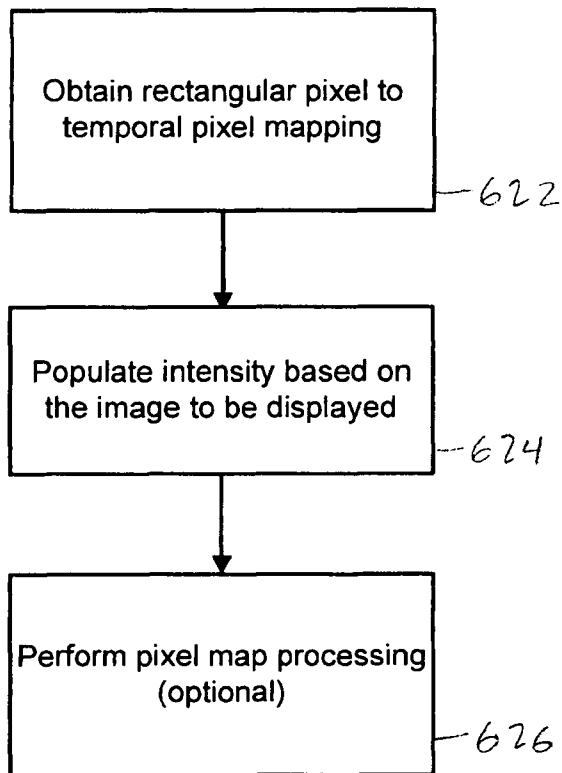 Obtain rectangular pixel to
temporal pixel mapping
622
Populate intensity based on
the image to be displayed
624
Perform pixel map processing
(optional)
626